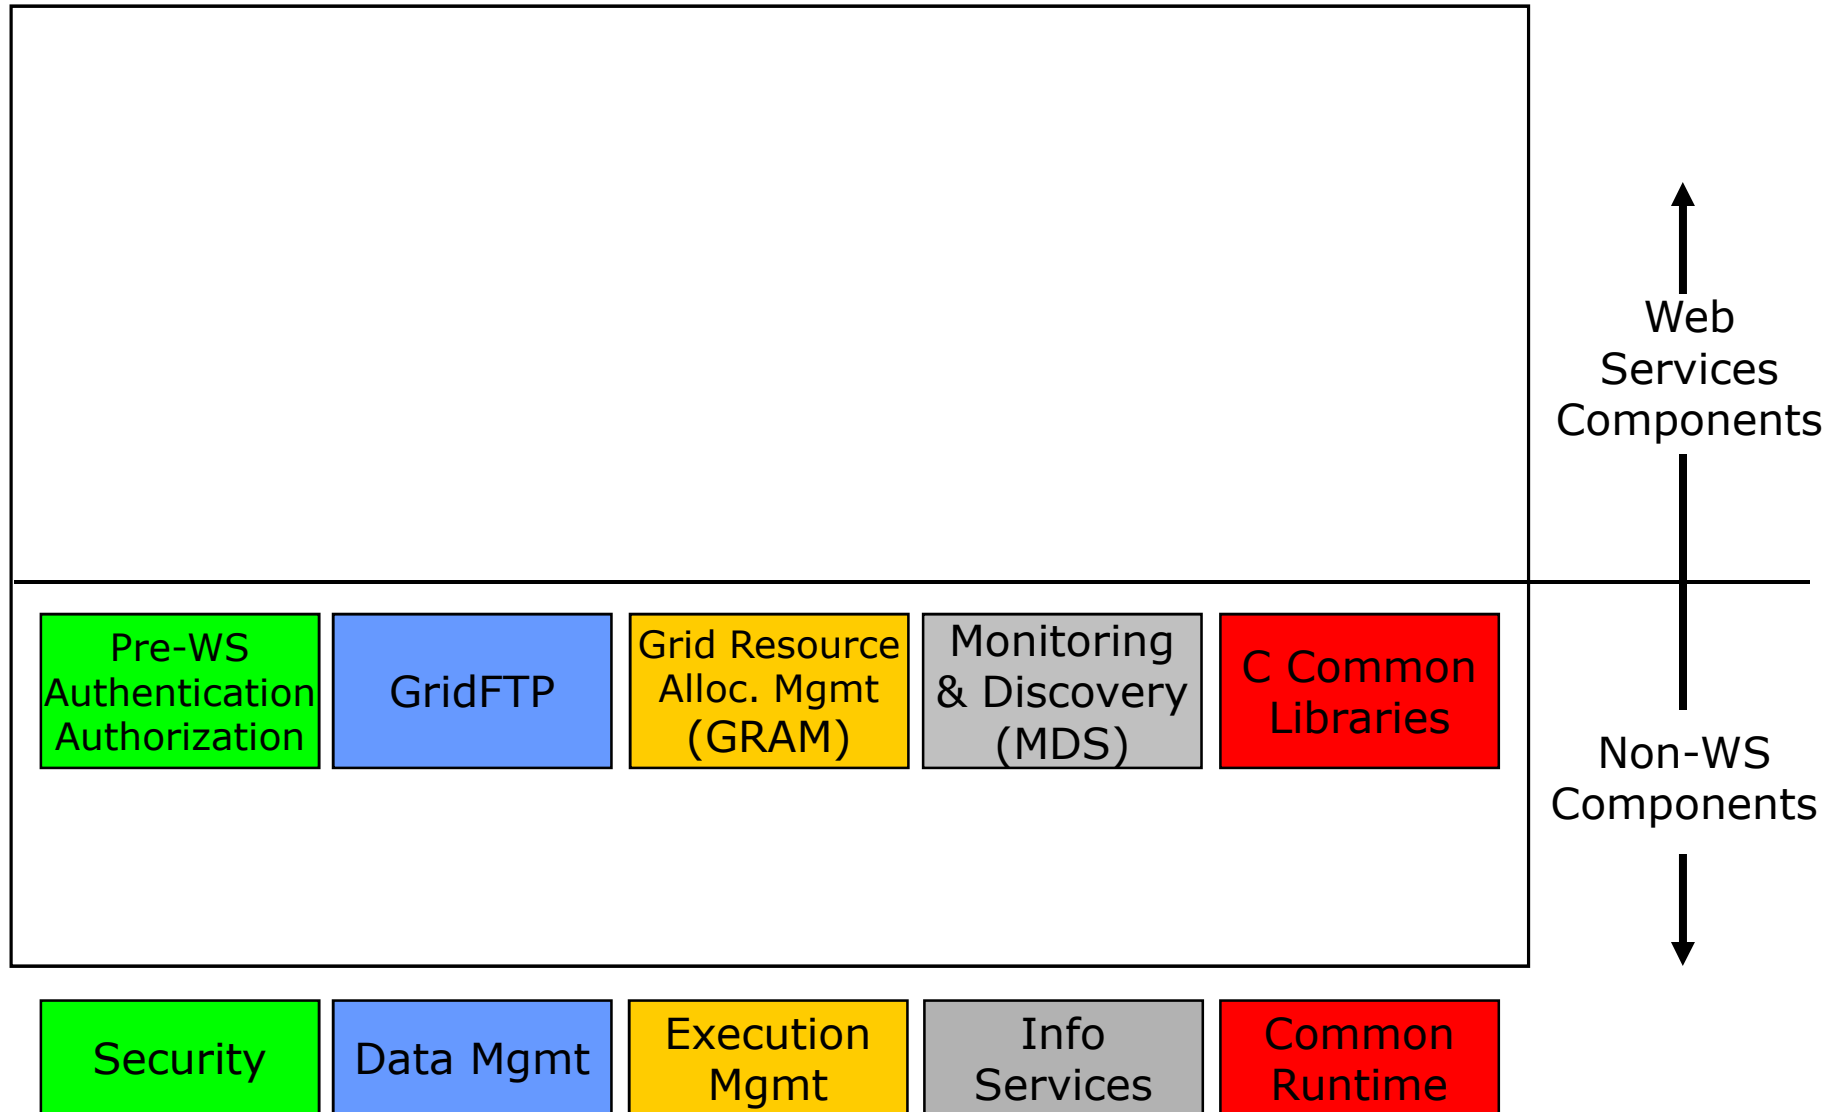 Web
Services
Components
Pre-WS
Authentication
Authorization
GridFTP
Grid Resource
Alloc. Mgmt
(GRAM)
Monitoring
& Discovery
(MDS)
C Common
Libraries
Non-WS
Components
Security
Data Mgmt
Execution
Mgmt
Info
Services
Common
Runtime